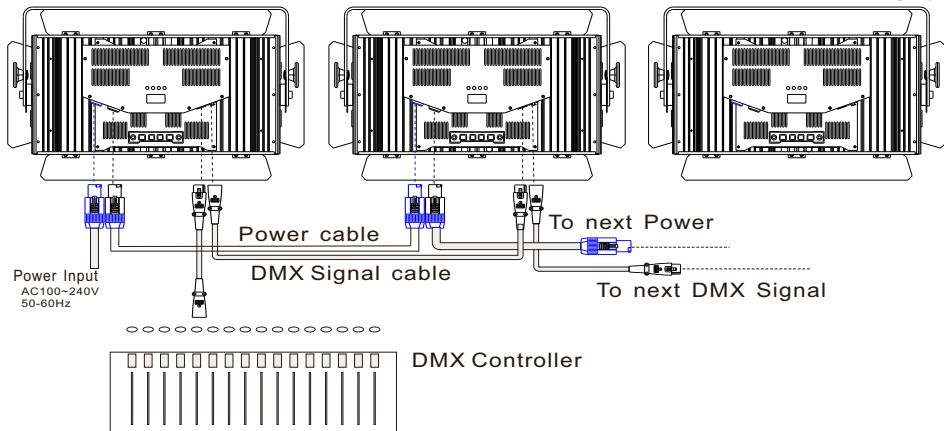 To next Power
Power cable
DMX Signal cable
Power Input
AC100~240V
50-60Hz
To next DMX Signal
DMX Controller